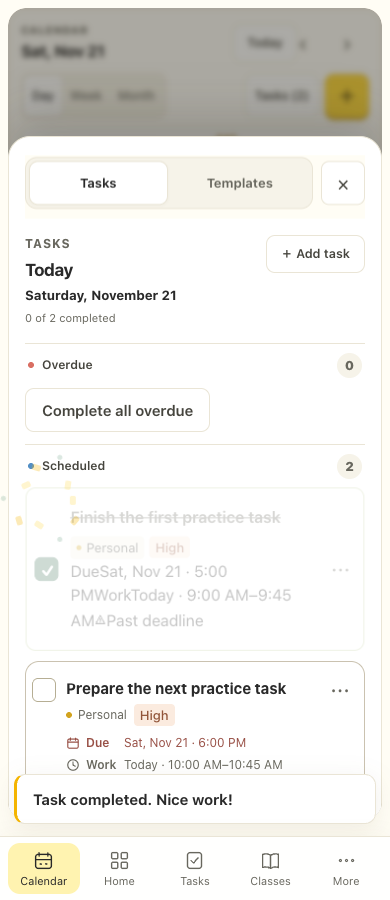 CALENDAR
Sat, Nov 21
Today
Day
Week
Month
Tasks (2)
+
Tasks
Templates
×
TASKS
+ Add task
Today
Saturday, November 21
0 of 2 completed
Overdue
0
Complete all overdue
Scheduled
2
Finish the first practice task
Personal
High
DueSat, Nov 21 · 5:00
PMWorkToday · 9:00 AM–9:45
AM⚠Past deadline
Prepare the next practice task
Personal
High
Due Sat, Nov 21 · 6:00 PM
Work Today · 10:00 AM–10:45 AM
Task completed. Nice work!
Calendar
Home
Tasks
Classes
More